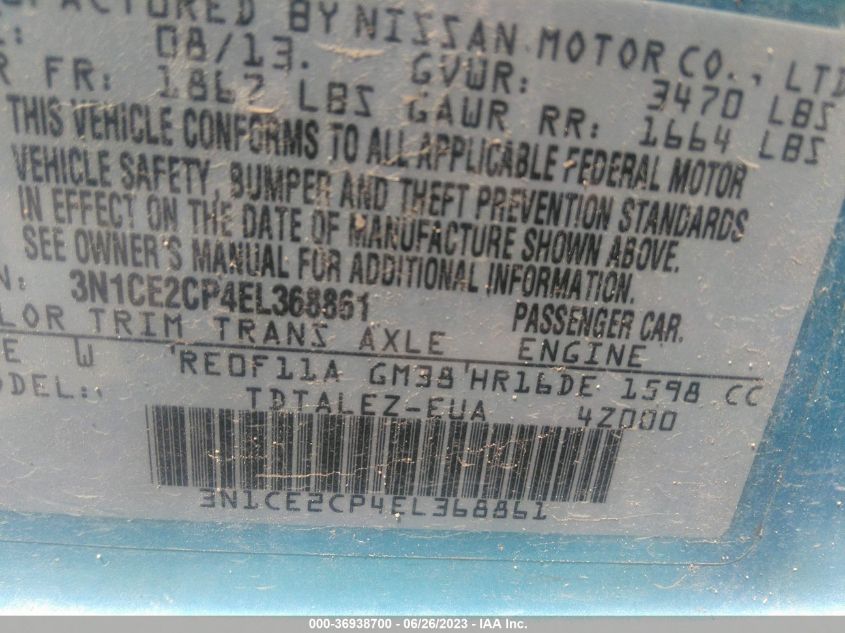 FACTURED BY NISSAN MOTOR CO., LTD
08/13. GVWR: 3470 LBS
R FR: 1867 LBS GAWR RR: 1664 LBS
THIS VEHICLE CONFORMS TO ALL APPLICABLE FEDERAL MOTOR
VEHICLE SAFETY, BUMPER AND THEFT PREVENTION STANDARDS
IN EFFECT ON THE DATE OF MANUFACTURE SHOWN ABOVE.
SEE OWNER'S MANUAL FOR ADDITIONAL INFORMATION.
N: 3N1CE2CP4EL368861 PASSENGER CAR.
LOR TRIM TRANS AXLE ENGINE
E W RE0F11A GM38 HR16DE 1598 CC
ODEL: TDTALEZ-EUA 4Z000
3N1CE2CP4EL368861
000-36938700 - 06/26/2023 - IAA Inc.